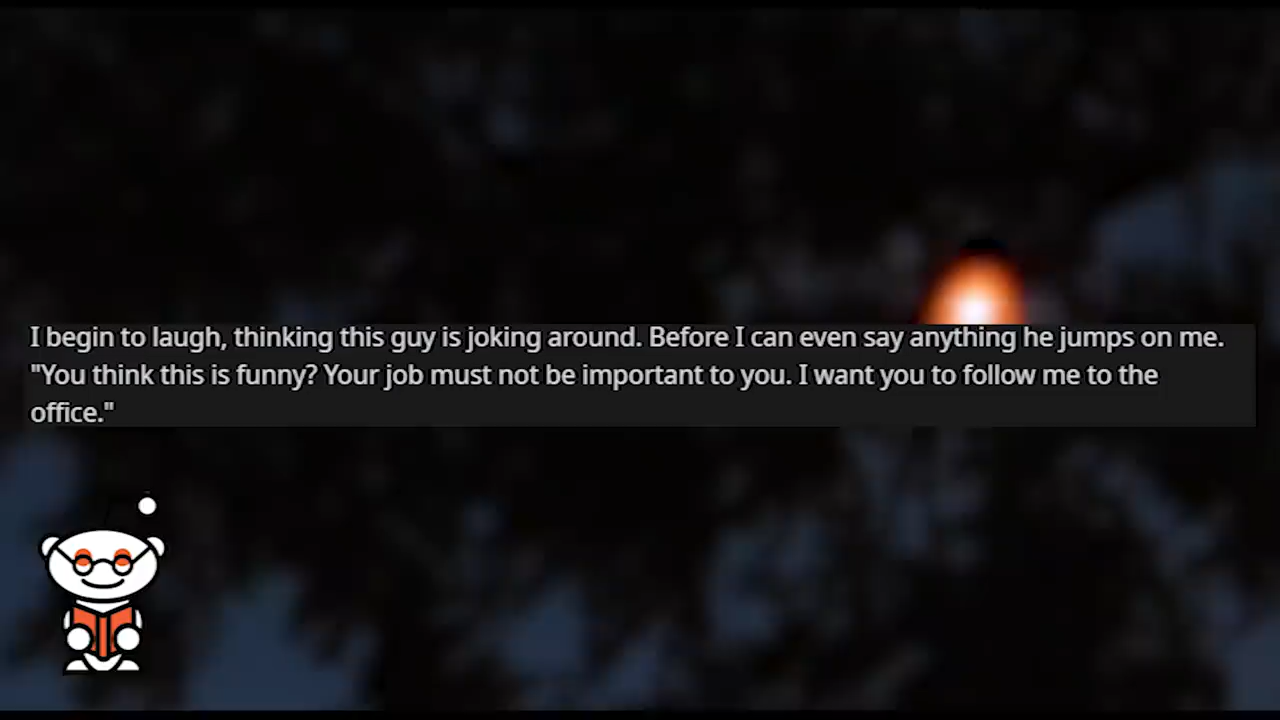 I begin to laugh, thinking this guy is joking around. Before I can even say anything he jumps on me.
"You think this is funny? Your job must not be important to you. I want you to follow me to the
office."